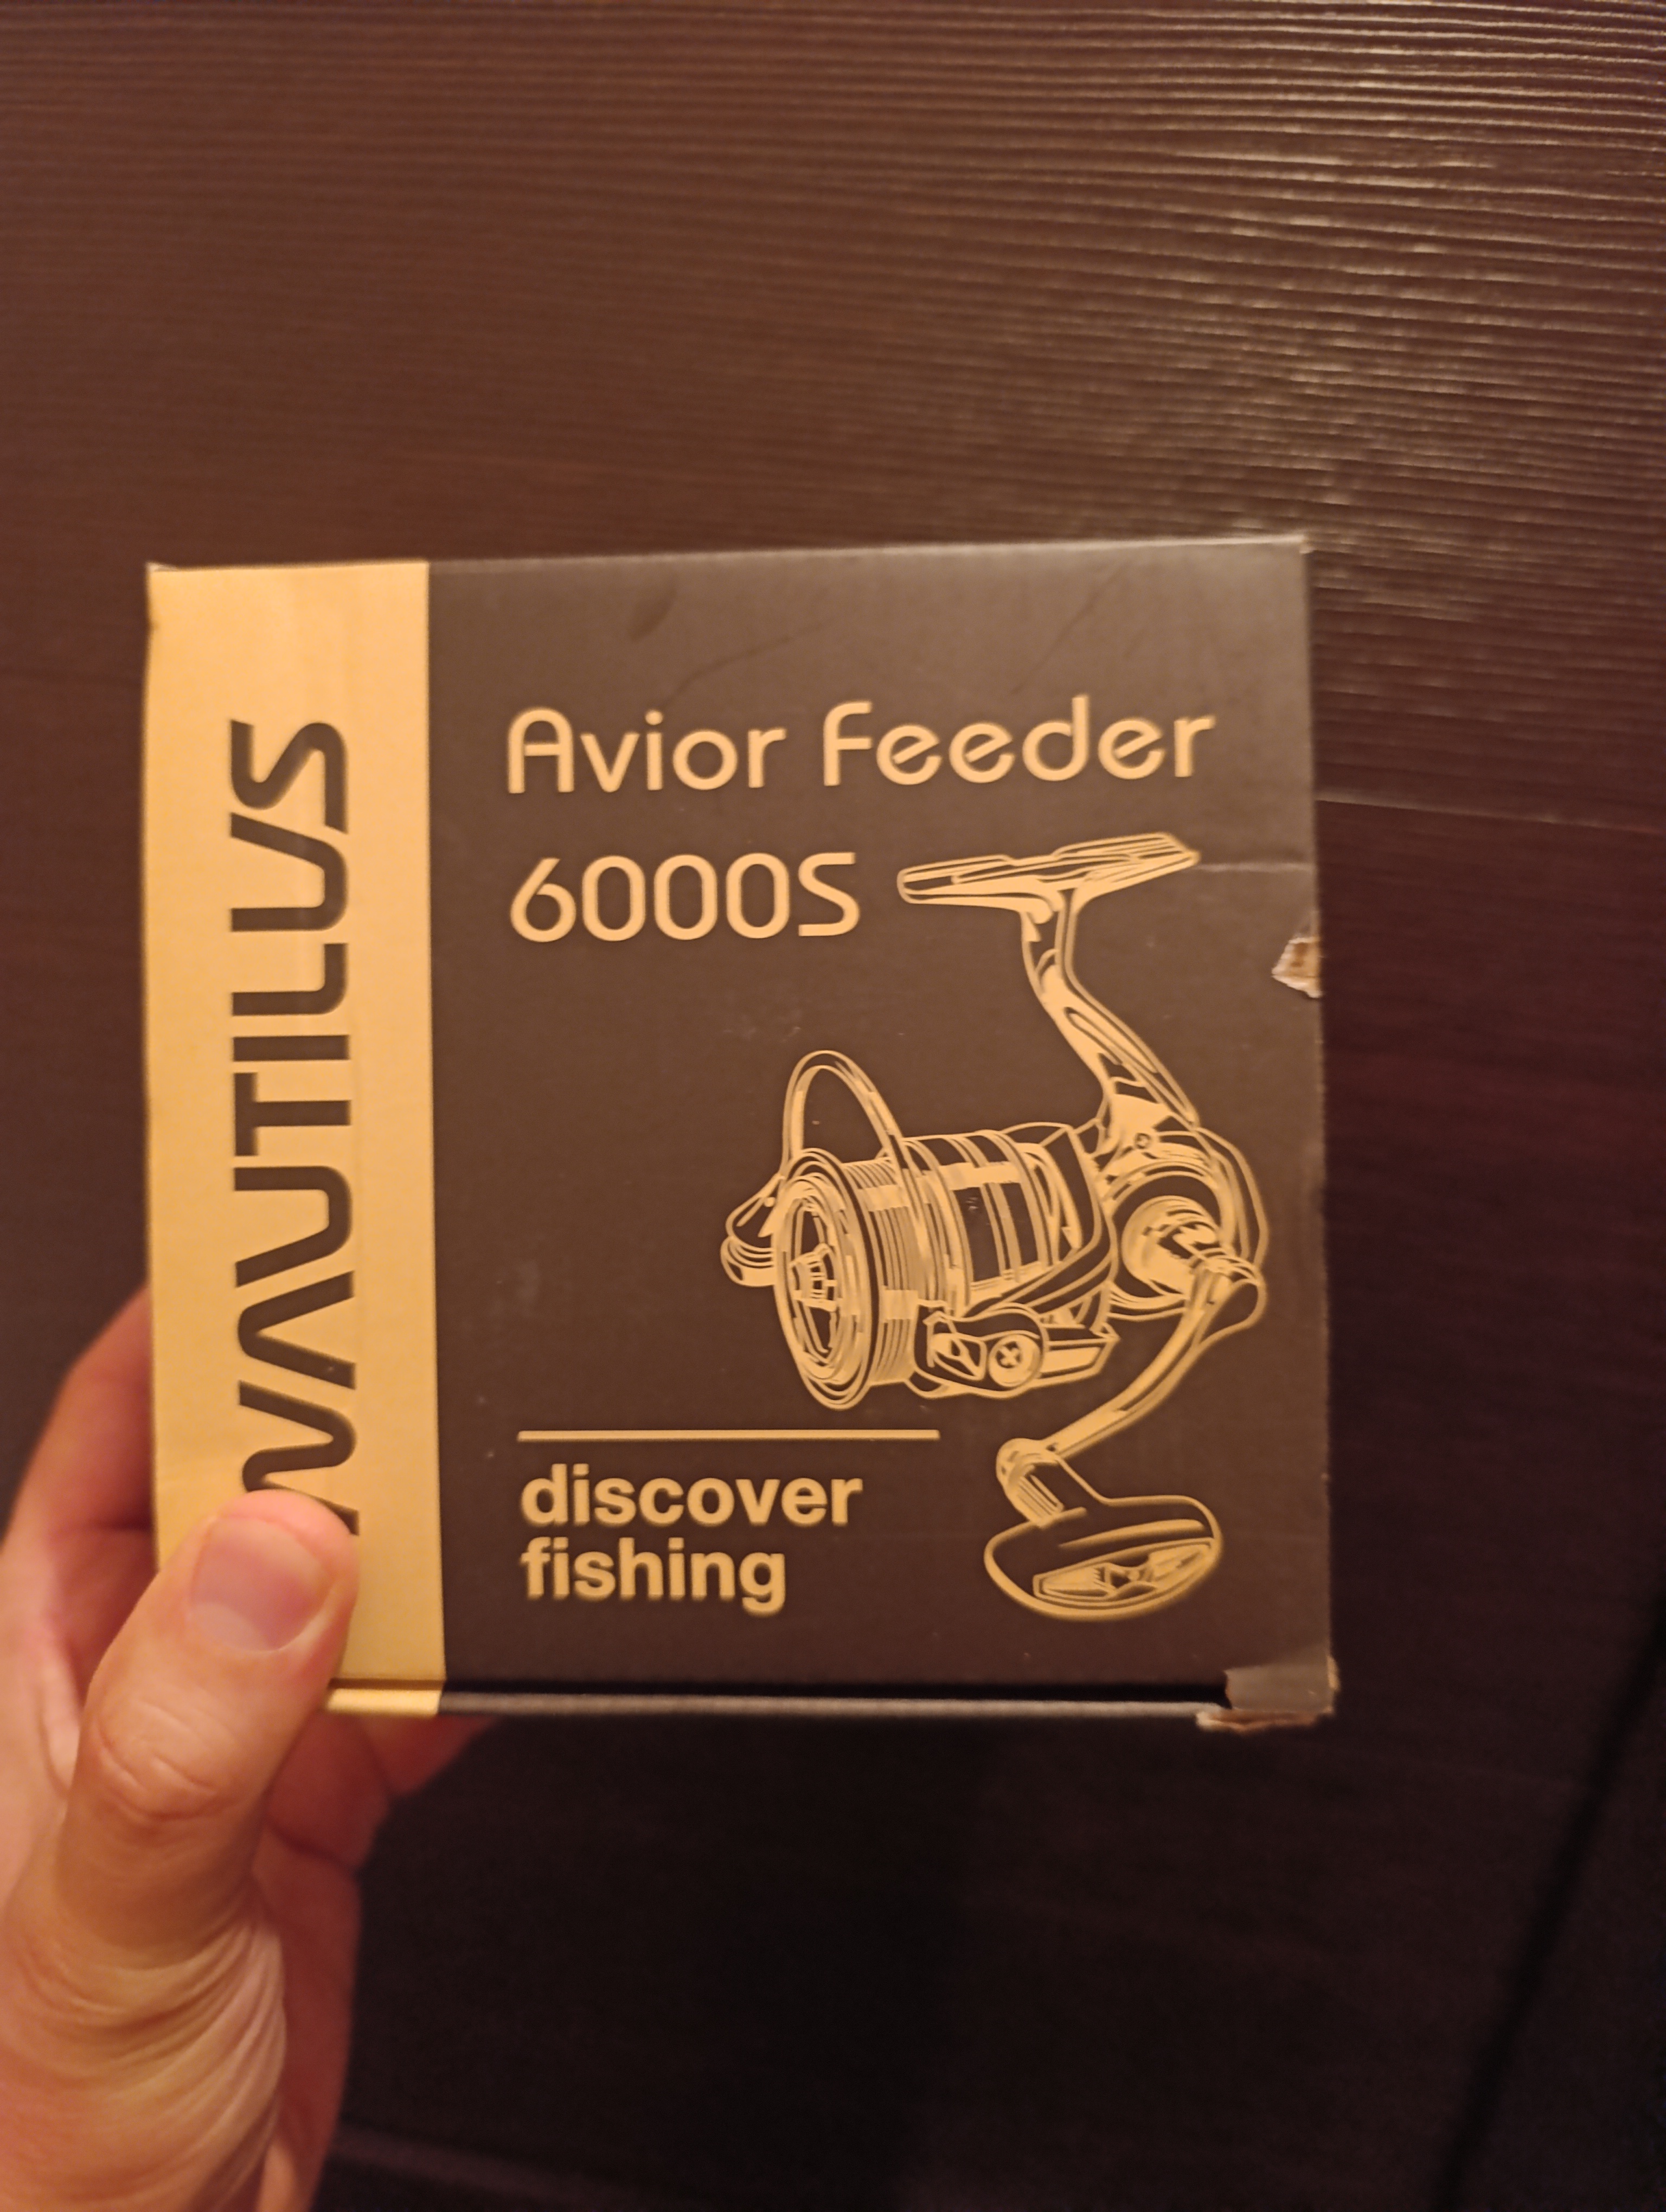 NAUTILUS
Avior Feeder
6000S
discover
fishing